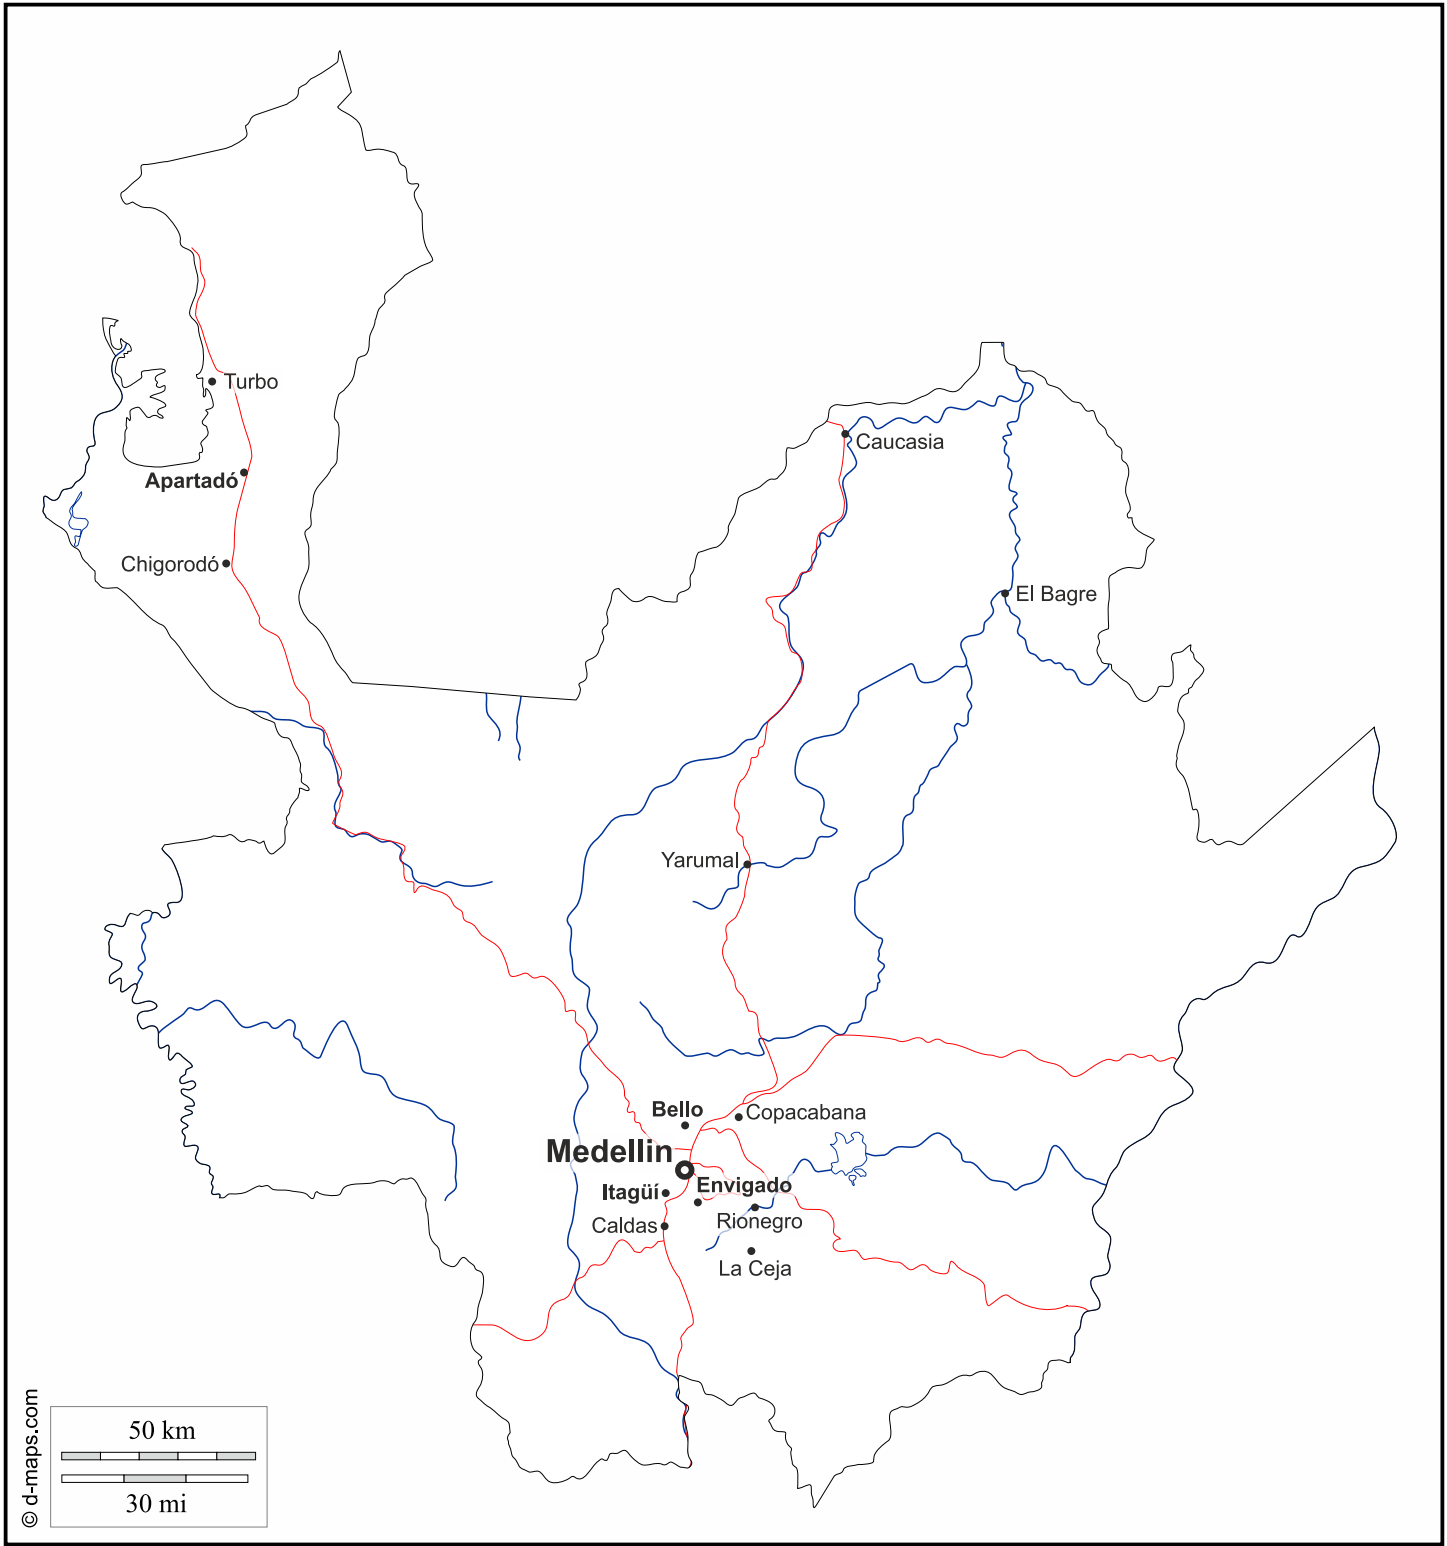 Turbo
Caucasia
Apartadó
Chigorodó
El Bagre
Yarumal
Bello
Copacabana
Medellin
Itagüí
Envigado
Caldas
Rionegro
La Ceja
50 km
30 mi
© d-maps.com